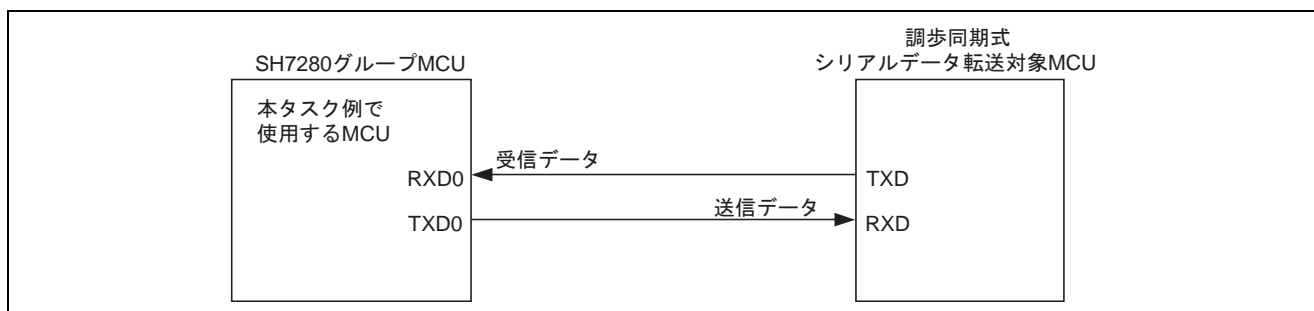 調歩同期式
シリアルデータ転送対象MCU
SH7280グループMCU
本タスク例で
使用するMCU
受信データ
RXD0
TXD
送信データ
TXD0
RXD